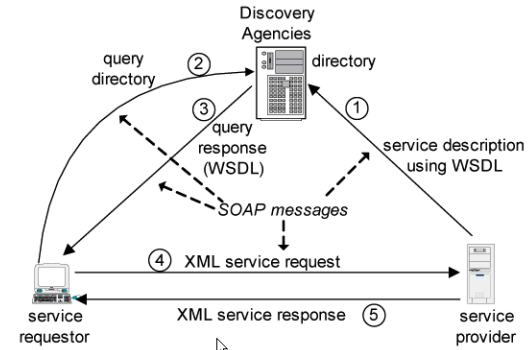 Discovery
Agencies
directory
query
directory
2
3
query
response
(WSDL)
1
service description
using WSDL
SOAP messages
4 XML service request
XML service response 5
service
requestor
service
provider